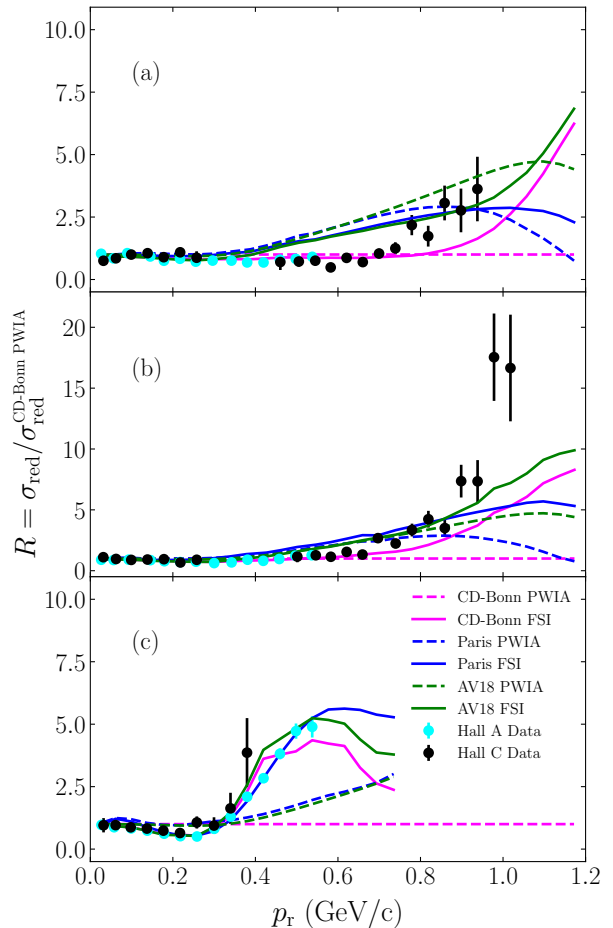 10.0
7.5
5.0
2.5
0.0
(a)
20
15
10
5
0
(b)
R = σred/σred^CD-Bonn PWIA
10.0
7.5
5.0
2.5
0.0
(c)
CD-Bonn PWIA
CD-Bonn FSI
Paris PWIA
Paris FSI
AV18 PWIA
AV18 FSI
Hall A Data
Hall C Data
0.0 0.2 0.4 0.6 0.8 1.0 1.2
pr (GeV/c)